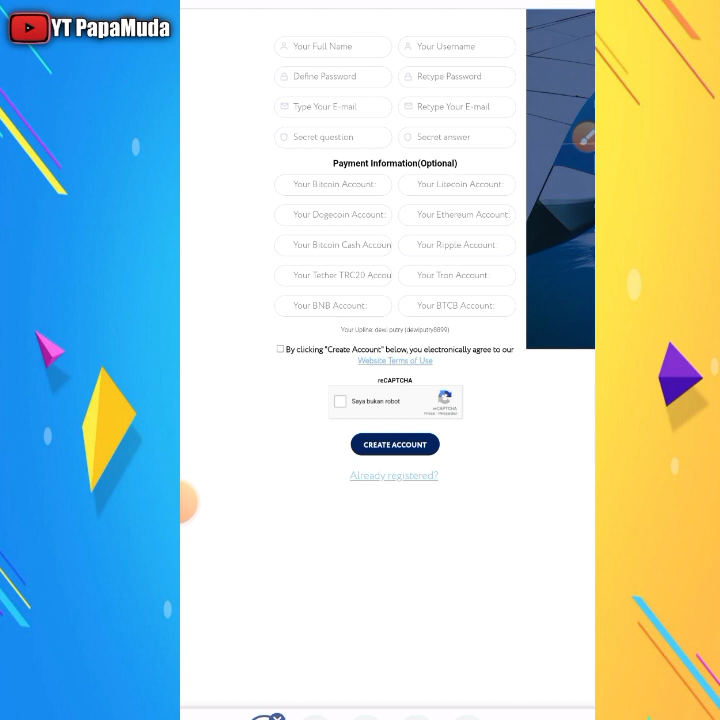 YT PapaMuda
Your Full Name
Your Username
Define Password
Retype Password
Type Your E-mail
Retype Your E-mail
Secret question
Secret answer
Payment Information(Optional)
Your Bitcoin Account:
Your Litecoin Account:
Your Dogecoin Account:
Your Ethereum Account:
Your Bitcoin Cash Accoun
Your Ripple Account:
Your Tether TRC20 Accou
Your Tron Account:
Your BNB Account:
Your BTCB Account:
Your Upline: dewi putry (dewiputry8899)
By clicking "Create Account" below, you electronically agree to our
Website Terms of Use
reCAPTCHA
Saya bukan robot
reCAPTCHA
CREATE ACCOUNT
Already registered?